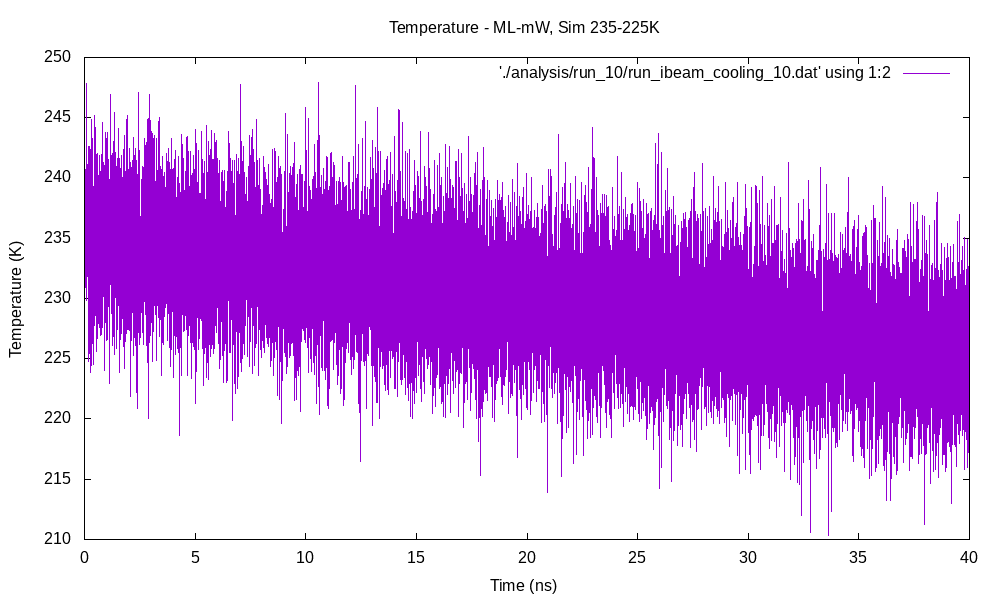 Temperature - ML-mW, Sim 235-225K
'./analysis/run_10/run_ibeam_cooling_10.dat' using 1:2
250
245
240
235
230
225
220
215
210
Temperature (K)
0 5 10 15 20 25 30 35 40
Time (ns)